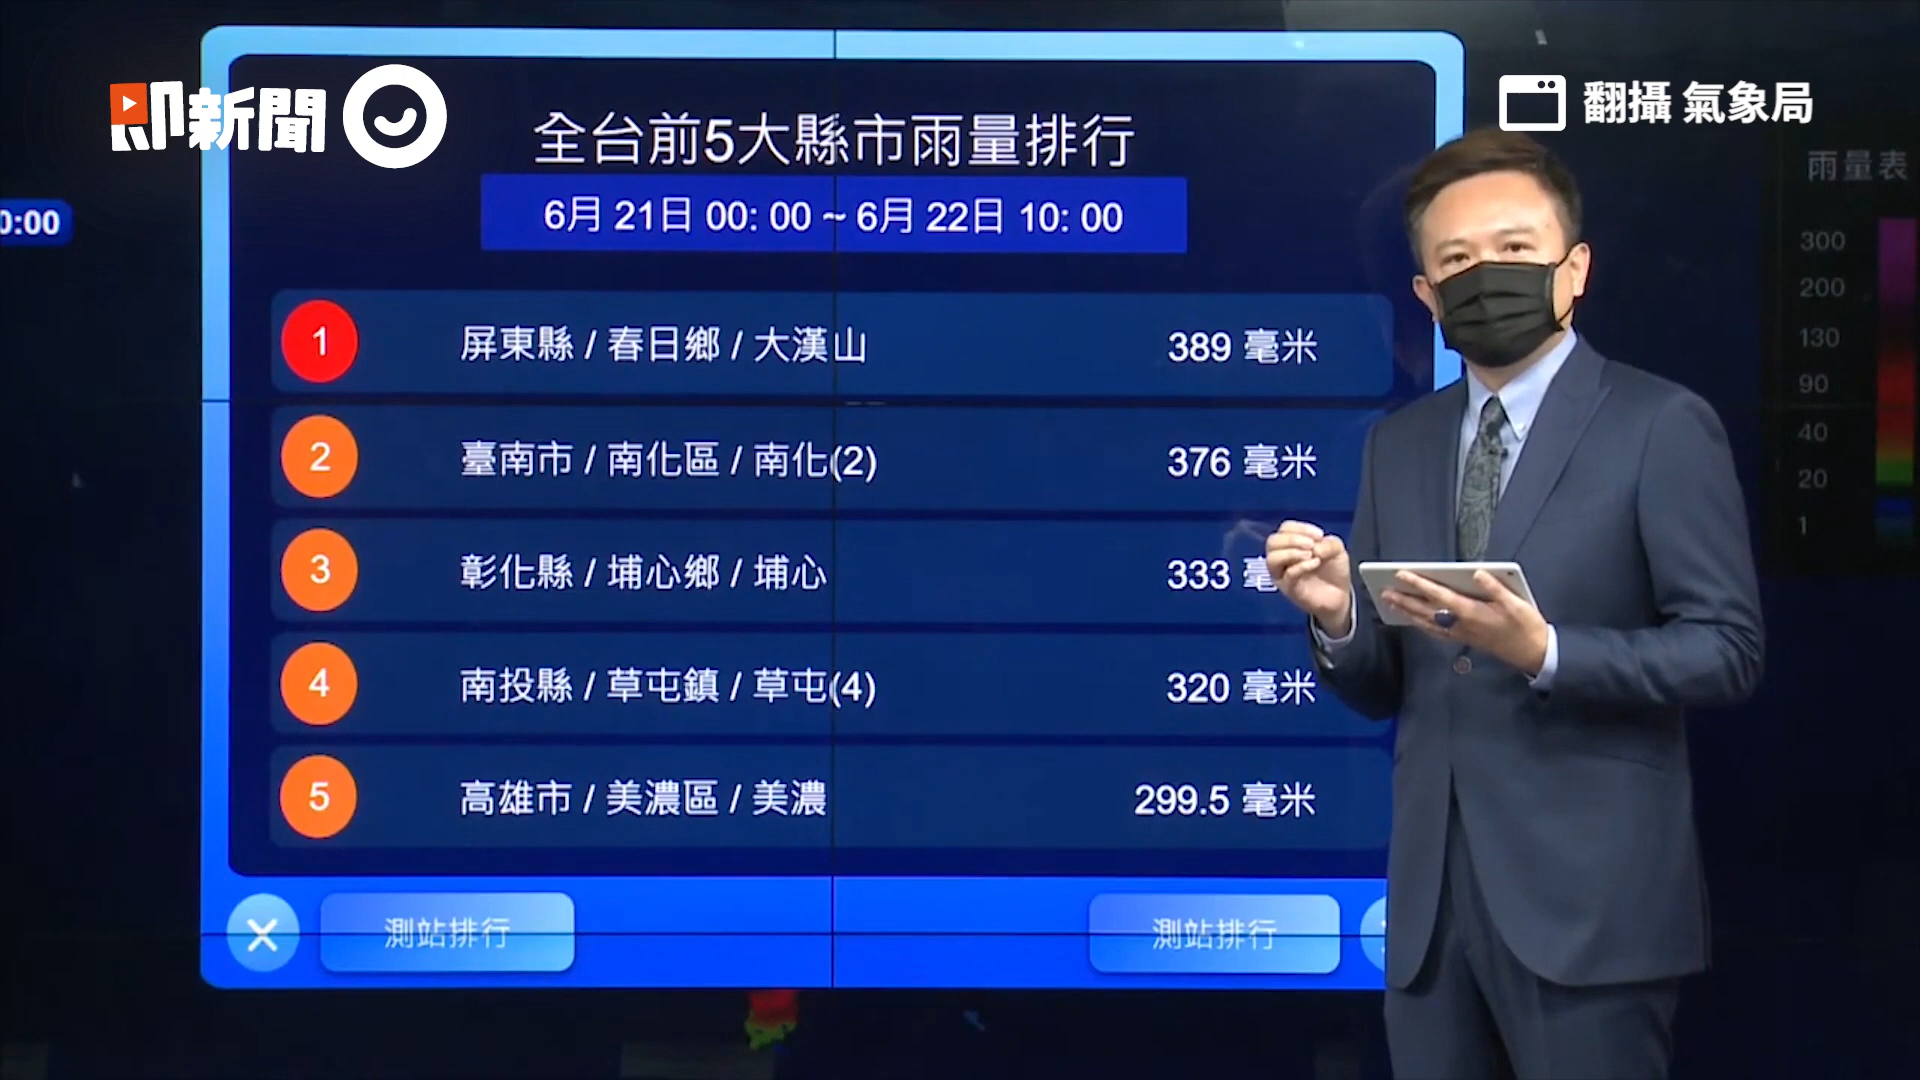 即新聞
翻攝 氣象局
全台前5大縣市雨量排行
6月 21日 00: 00 ~ 6月 22日 10: 00
0:00
1 屏東縣 / 春日鄉 / 大漢山 389 毫米
2 臺南市 / 南化區 / 南化(2) 376 毫米
3 彰化縣 / 埔心鄉 / 埔心 333 毫
4 南投縣 / 草屯鎮 / 草屯(4) 320 毫米
5 高雄市 / 美濃區 / 美濃 299.5 毫米
測站排行
測站排行
雨量表
300
200
130
90
40
20
1